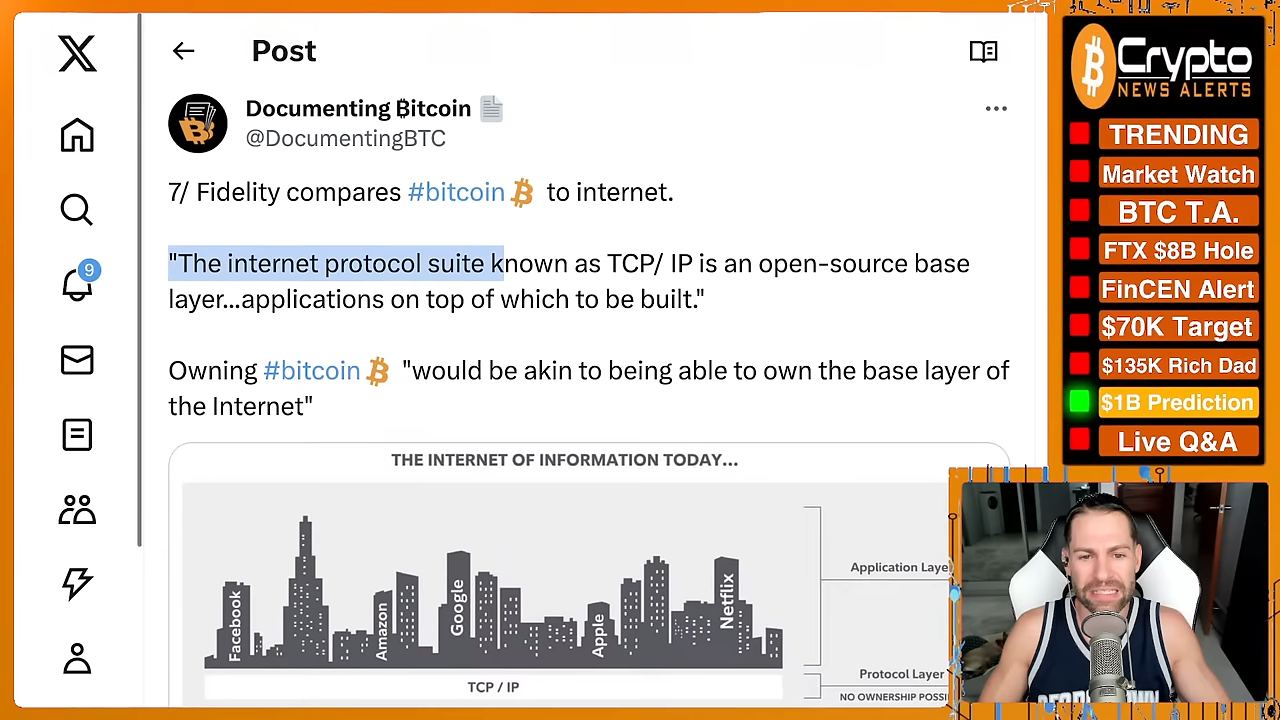 Post
Documenting ₿itcoin
@DocumentingBTC
7/ Fidelity compares #bitcoin to internet.
"The internet protocol suite known as TCP/ IP is an open-source base
layer...applications on top of which to be built."
Owning #bitcoin "would be akin to being able to own the base layer of
the Internet"
THE INTERNET OF INFORMATION TODAY...
Facebook
Amazon
Google
Apple
Netflix
Application Laye
Protocol Layer
TCP / IP
NO OWNERSHIP POSSI
9
Crypto
NEWS ALERTS
TRENDING
Market Watch
BTC T.A.
FTX $8B Hole
FinCEN Alert
$70K Target
$135K Rich Dad
$1B Prediction
Live Q&A